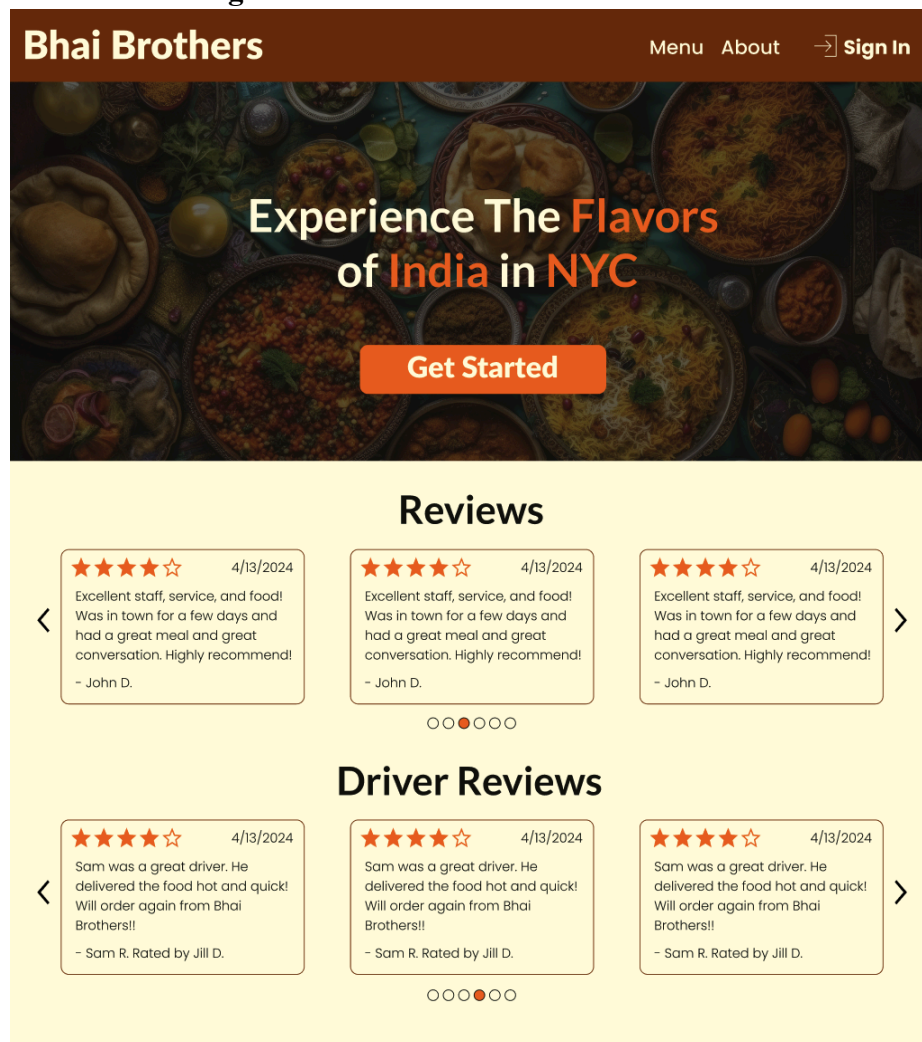 Bhai Brothers
Menu About Sign In
Experience The Flavors
of India in NYC
Get Started
Reviews
4/13/2024
Excellent staff, service, and food!
Was in town for a few days and
had a great meal and great
conversation. Highly recommend!
- John D.
4/13/2024
Excellent staff, service, and food!
Was in town for a few days and
had a great meal and great
conversation. Highly recommend!
- John D.
4/13/2024
Excellent staff, service, and food!
Was in town for a few days and
had a great meal and great
conversation. Highly recommend!
- John D.
Driver Reviews
4/13/2024
Sam was a great driver. He
delivered the food hot and quick!
Will order again from Bhai
Brothers!!
- Sam R. Rated by Jill D.
4/13/2024
Sam was a great driver. He
delivered the food hot and quick!
Will order again from Bhai
Brothers!!
- Sam R. Rated by Jill D.
4/13/2024
Sam was a great driver. He
delivered the food hot and quick!
Will order again from Bhai
Brothers!!
- Sam R. Rated by Jill D.